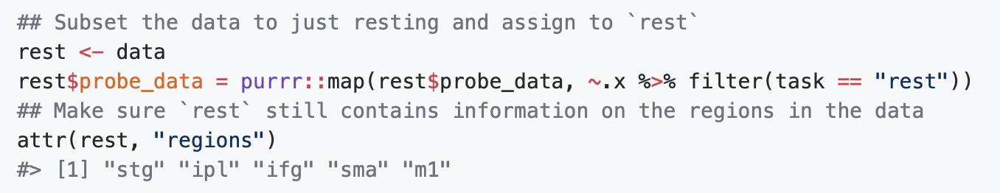 ## Subset the data to just resting and assign to `rest`
rest <- data
rest$probe_data = purrr::map(rest$probe_data, ~.x %>% filter(task == "rest"))
## Make sure `rest` still contains information on the regions in the data
attr(rest, "regions")
#> [1] "stg" "ipl" "ifg" "sma" "m1"